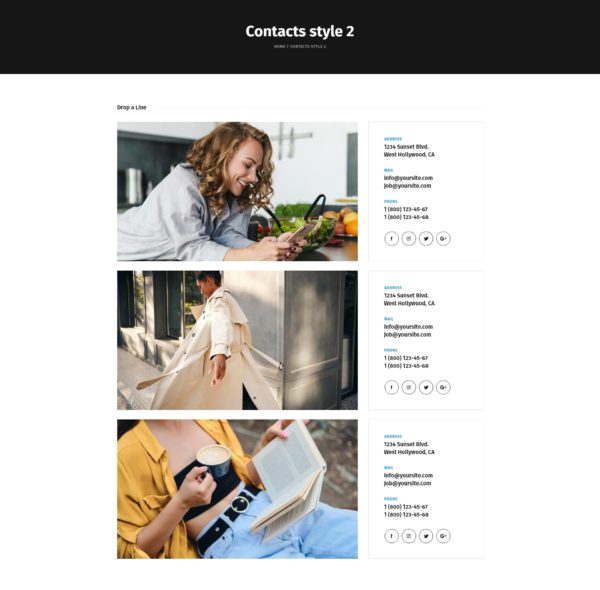 Contacts style 2
HOME / CONTACTS STYLE 2
Drop a Line
ADDRESS
1234 Sunset Blvd.
West Hollywood, CA
MAIL
info@yoursite.com
job@yoursite.com
PHONE
1 (800) 123-45-67
1 (800) 123-45-68
f
G+
ADDRESS
1234 Sunset Blvd.
West Hollywood, CA
MAIL
info@yoursite.com
job@yoursite.com
PHONE
1 (800) 123-45-67
1 (800) 123-45-68
f
G+
ADDRESS
1234 Sunset Blvd.
West Hollywood, CA
MAIL
info@yoursite.com
job@yoursite.com
PHONE
1 (800) 123-45-67
1 (800) 123-45-68
f
G+